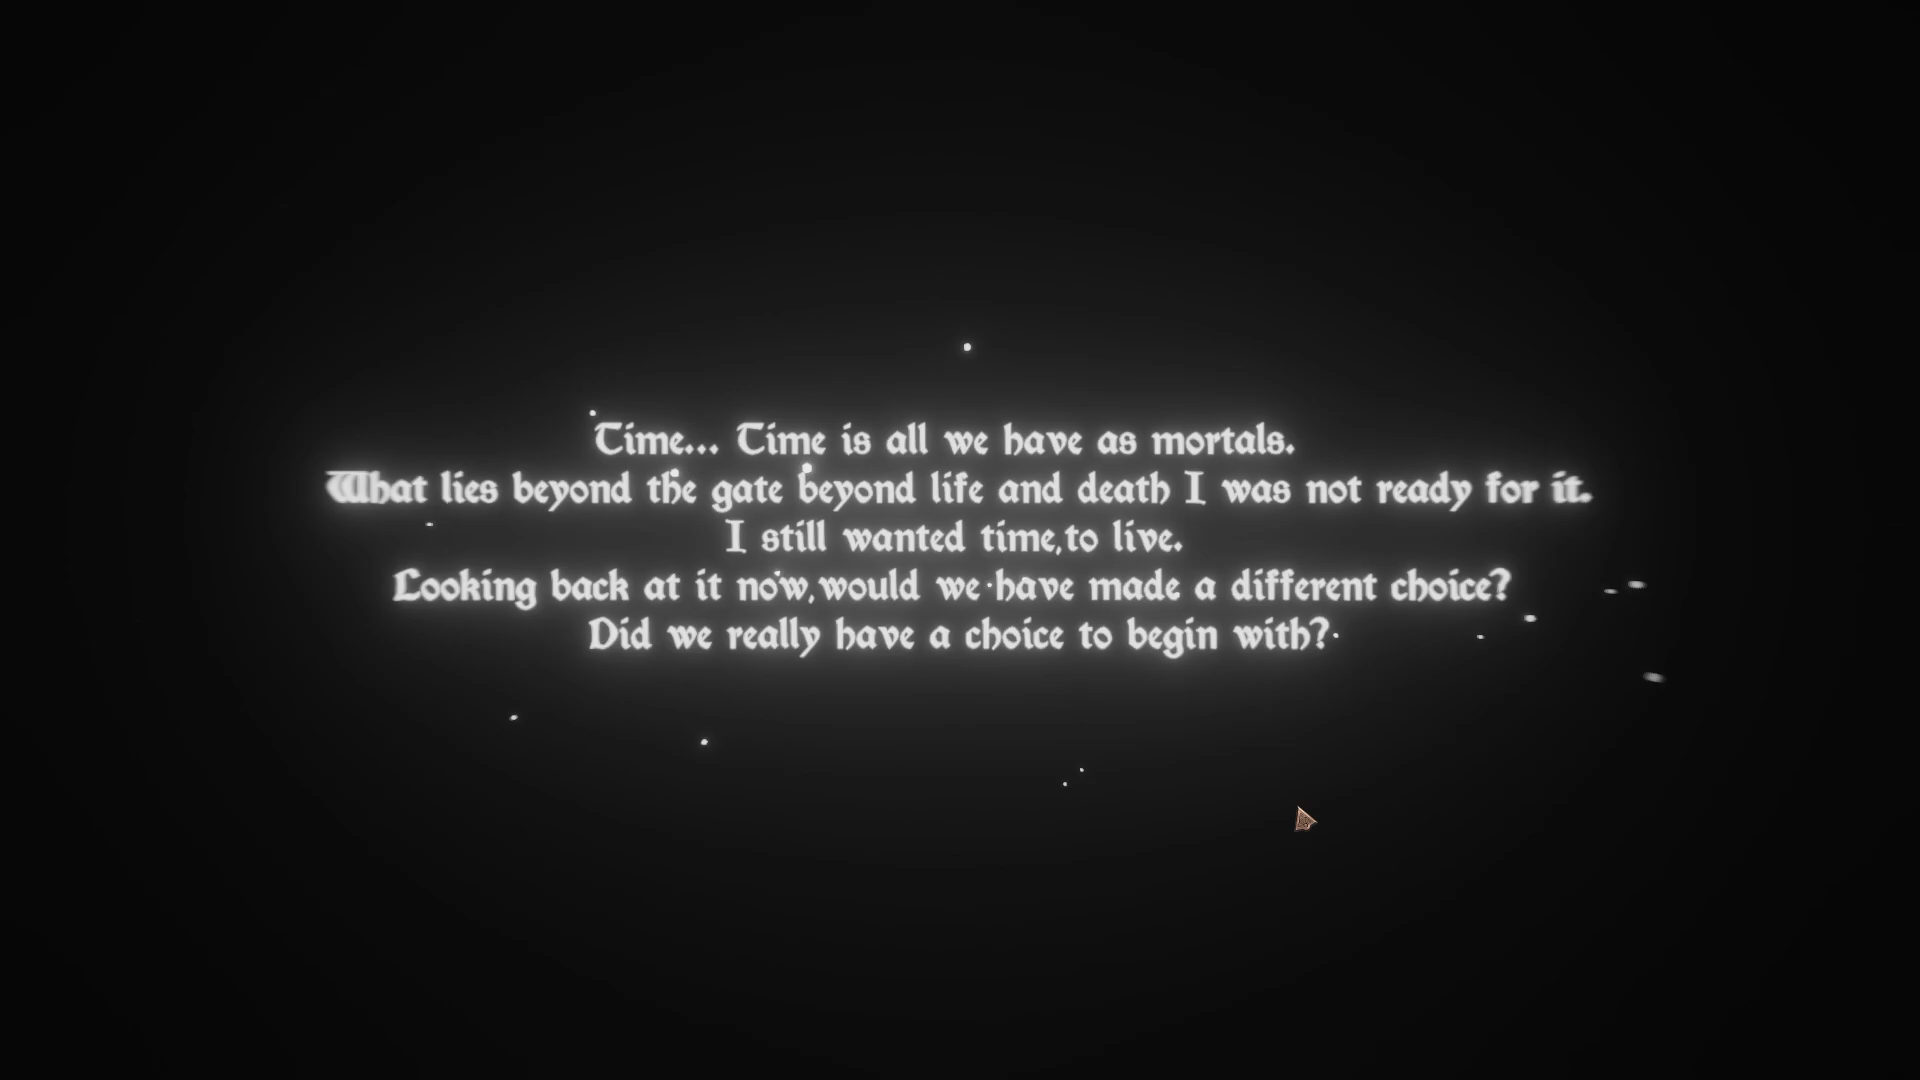 Time... Time is all we have as mortals.
What lies beyond the gate beyond life and death I was not ready for it.
I still wanted time,to live.
Looking back at it now,would we have made a different choice?
Did we really have a choice to begin with?